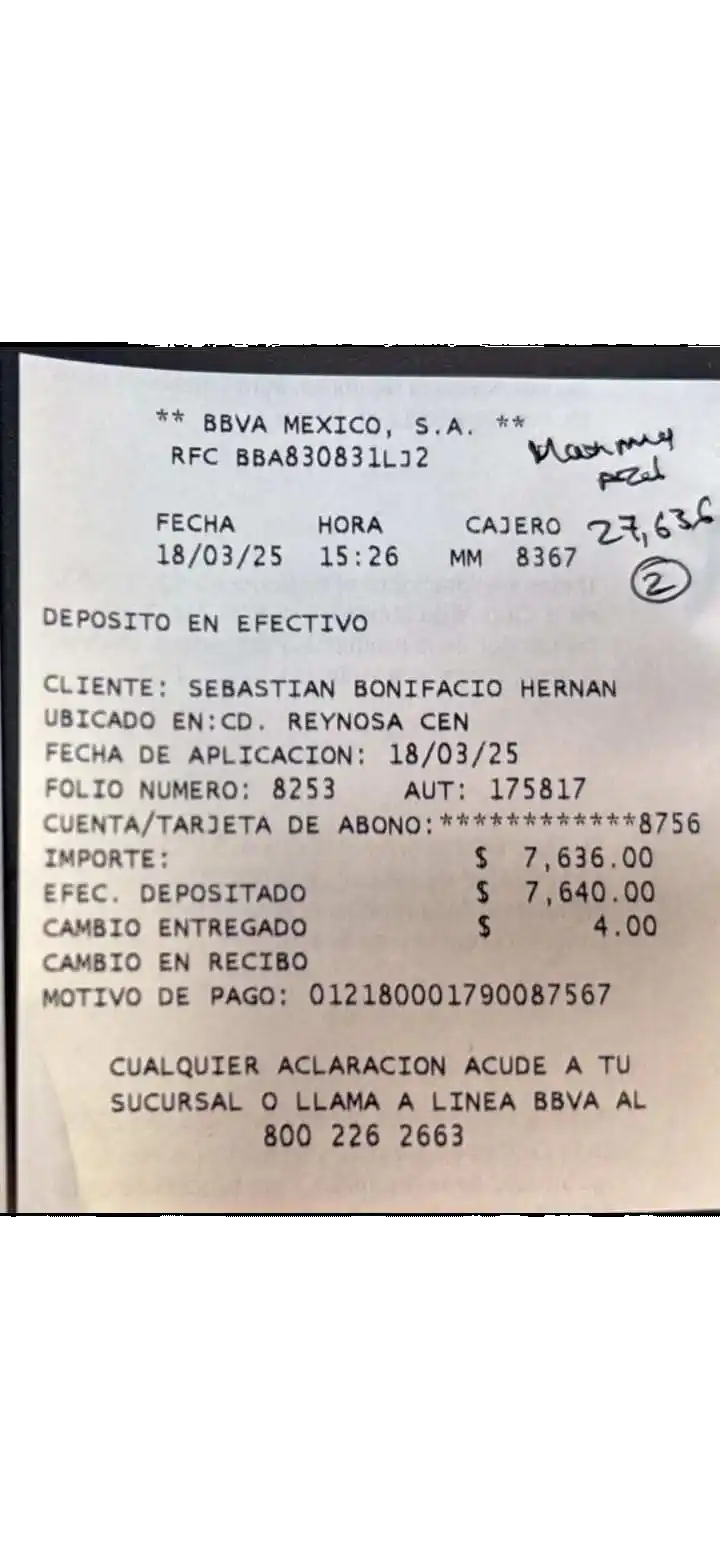 ** BBVA MEXICO, S.A. **
RFC BBA830831LJ2
27,636
2
FECHA HORA CAJERO
18/03/25 15:26 MM 8367
DEPOSITO EN EFECTIVO
CLIENTE: SEBASTIAN BONIFACIO HERNAN
UBICADO EN:CD. REYNOSA CEN
FECHA DE APLICACION: 18/03/25
FOLIO NUMERO: 8253 AUT: 175817
CUENTA/TARJETA DE ABONO:************8756
IMPORTE: $ 7,636.00
EFEC. DEPOSITADO $ 7,640.00
CAMBIO ENTREGADO $ 4.00
CAMBIO EN RECIBO
MOTIVO DE PAGO: 012180001790087567
CUALQUIER ACLARACION ACUDE A TU
SUCURSAL O LLAMA A LINEA BBVA AL
800 226 2663